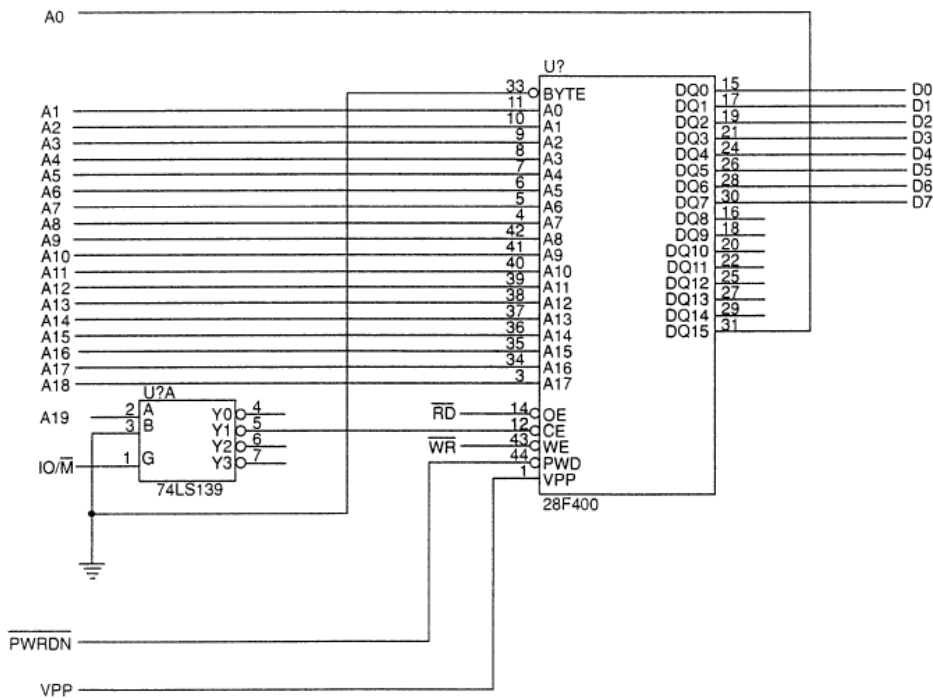 A0
U?
33 BYTE DQ0 15 D0
A1 11 A0 DQ1 17 D1
A2 10 A1 DQ2 19 D2
A3 9 A2 DQ3 21 D3
A4 8 A3 DQ4 24 D4
A5 7 A4 DQ5 26 D5
A6 6 A5 DQ6 28 D6
A7 5 A6 DQ7 30 D7
A8 4 A7 DQ8 16
A9 42 A8 DQ9 18
A10 41 A9 DQ10 20
A11 40 A10 DQ11 22
A12 39 A11 DQ12 25
A13 38 A12 DQ13 27
A14 37 A13 DQ14 29
A15 36 A14 DQ15 31
A16 35 A15
A17 34 A16
A18 3 A17
U?A
A19 2 A Y0 4 R̅D̅ 14 OE
3 B Y1 5 12 CE
Y2 6 W̅R̅ 43 WE
IO/M̅ 1 G Y3 7 44 PWD
1 VPP
74LS139
28F400
P̅W̅R̅D̅N̅
VPP